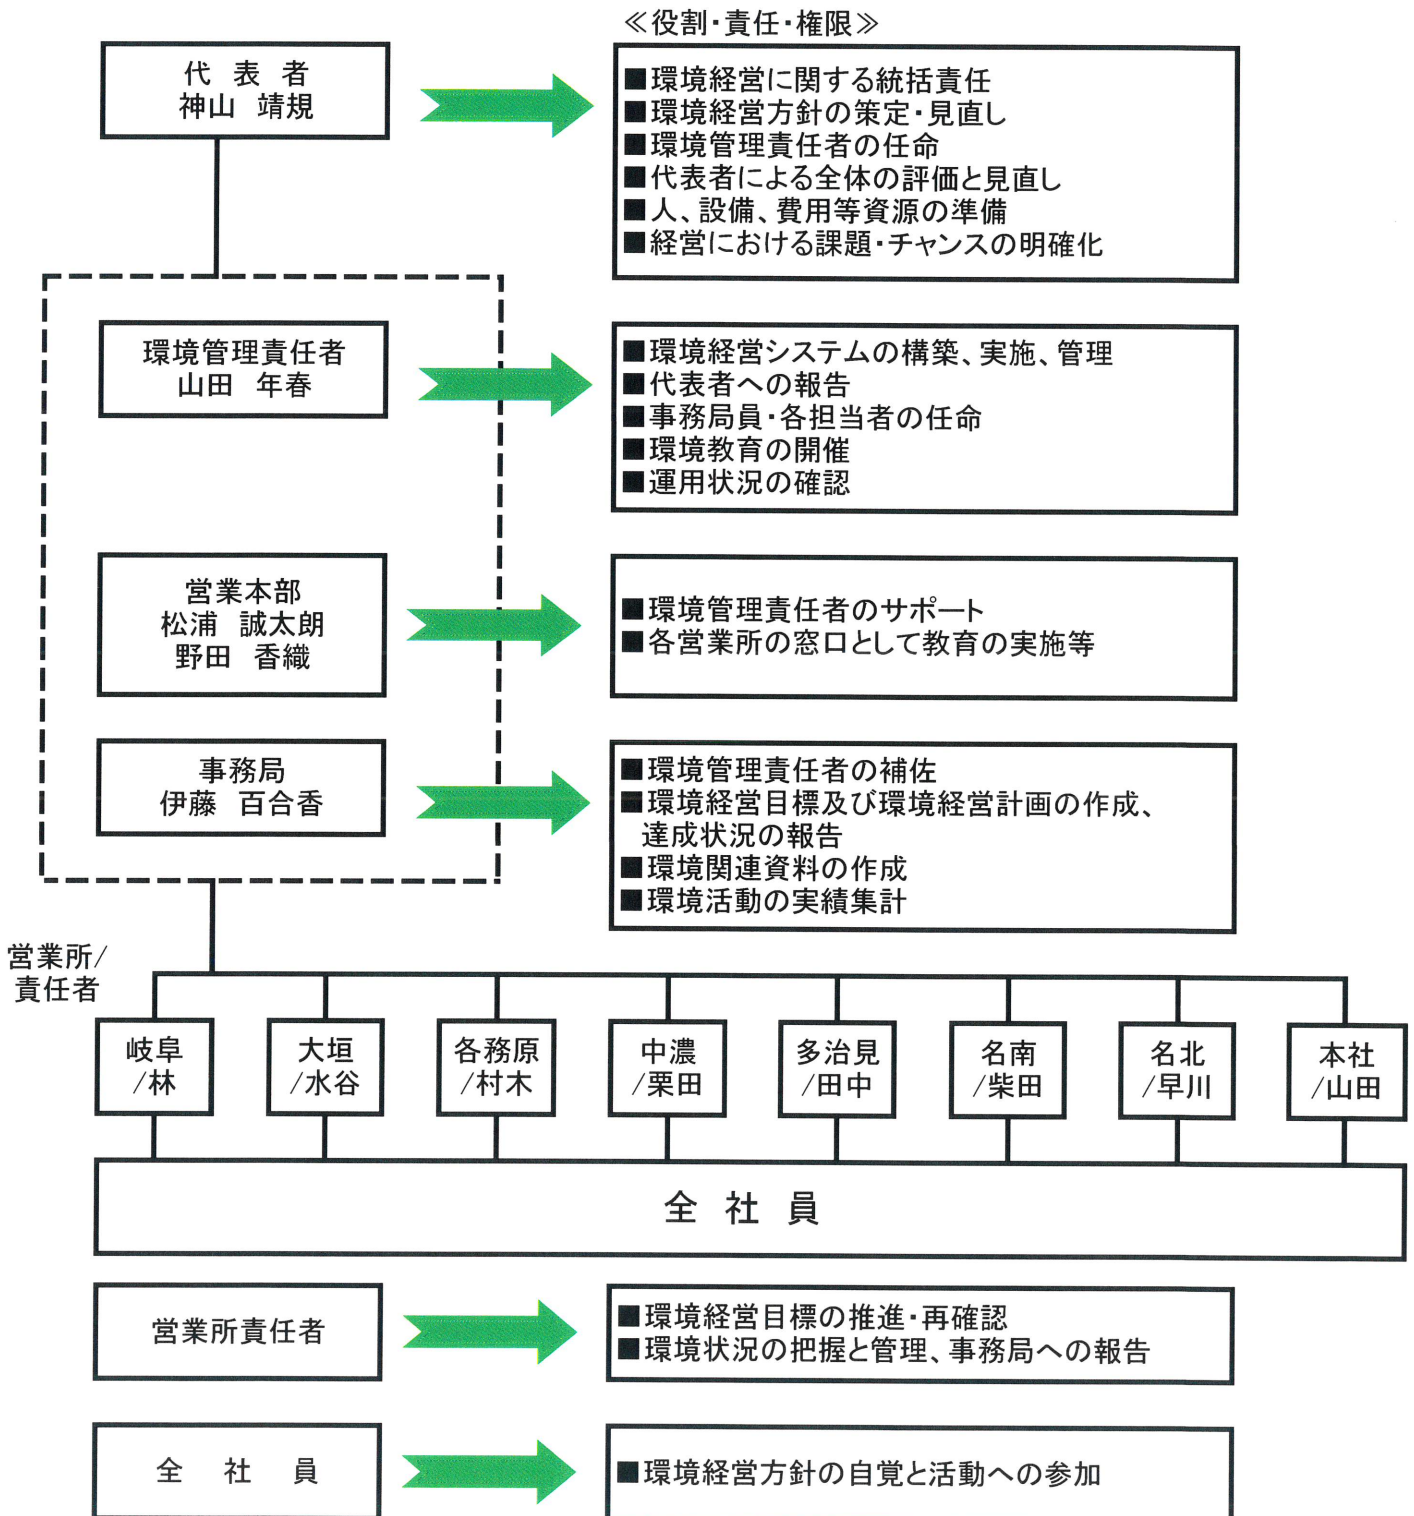 ≪役割・責任・権限≫
代 表 者
神山 靖規
■環境経営に関する統括責任
■環境経営方針の策定・見直し
■環境管理責任者の任命
■代表者による全体の評価と見直し
■人、設備、費用等資源の準備
■経営における課題・チャンスの明確化
環境管理責任者
山田 年春
■環境経営システムの構築、実施、管理
■代表者への報告
■事務局員・各担当者の任命
■環境教育の開催
■運用状況の確認
営業本部
松浦 誠太朗
野田 香織
■環境管理責任者のサポート
■各営業所の窓口として教育の実施等
事務局
伊藤 百合香
■環境管理責任者の補佐
■環境経営目標及び環境経営計画の作成、
達成状況の報告
■環境関連資料の作成
■環境活動の実績集計
営業所/
責任者
岐阜
/林
大垣
/水谷
各務原
/村木
中濃
/栗田
多治見
/田中
名南
/柴田
名北
/早川
本社
/山田
全 社 員
営業所責任者
■環境経営目標の推進・再確認
■環境状況の把握と管理、事務局への報告
全 社 員
■環境経営方針の自覚と活動への参加